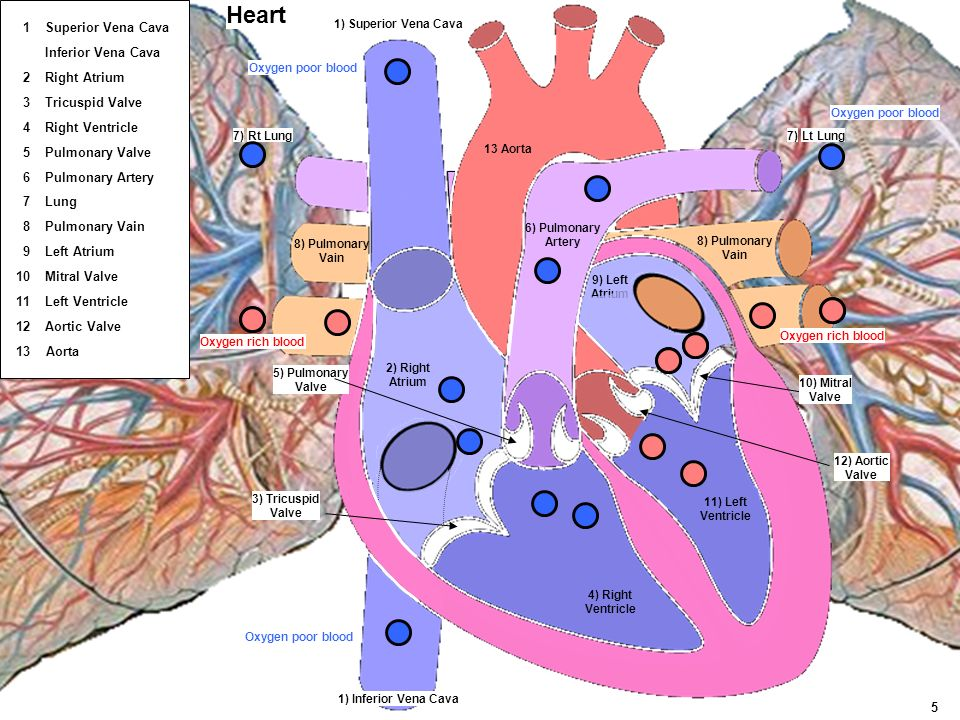 Heart
1 Superior Vena Cava
Inferior Vena Cava
2 Right Atrium
3 Tricuspid Valve
4 Right Ventricle
5 Pulmonary Valve
6 Pulmonary Artery
7 Lung
8 Pulmonary Vain
9 Left Atrium
10 Mitral Valve
11 Left Ventricle
12 Aortic Valve
13 Aorta
1) Superior Vena Cava
Oxygen poor blood
Oxygen poor blood
7) Rt Lung
7) Lt Lung
13 Aorta
6) Pulmonary
Artery
8) Pulmonary
Vain
8) Pulmonary
Vain
9) Left
Atrium
Oxygen rich blood
Oxygen rich blood
5) Pulmonary
Valve
2) Right
Atrium
10) Mitral
Valve
12) Aortic
Valve
3) Tricuspid
Valve
11) Left
Ventricle
4) Right
Ventricle
Oxygen poor blood
1) Inferior Vena Cava
5